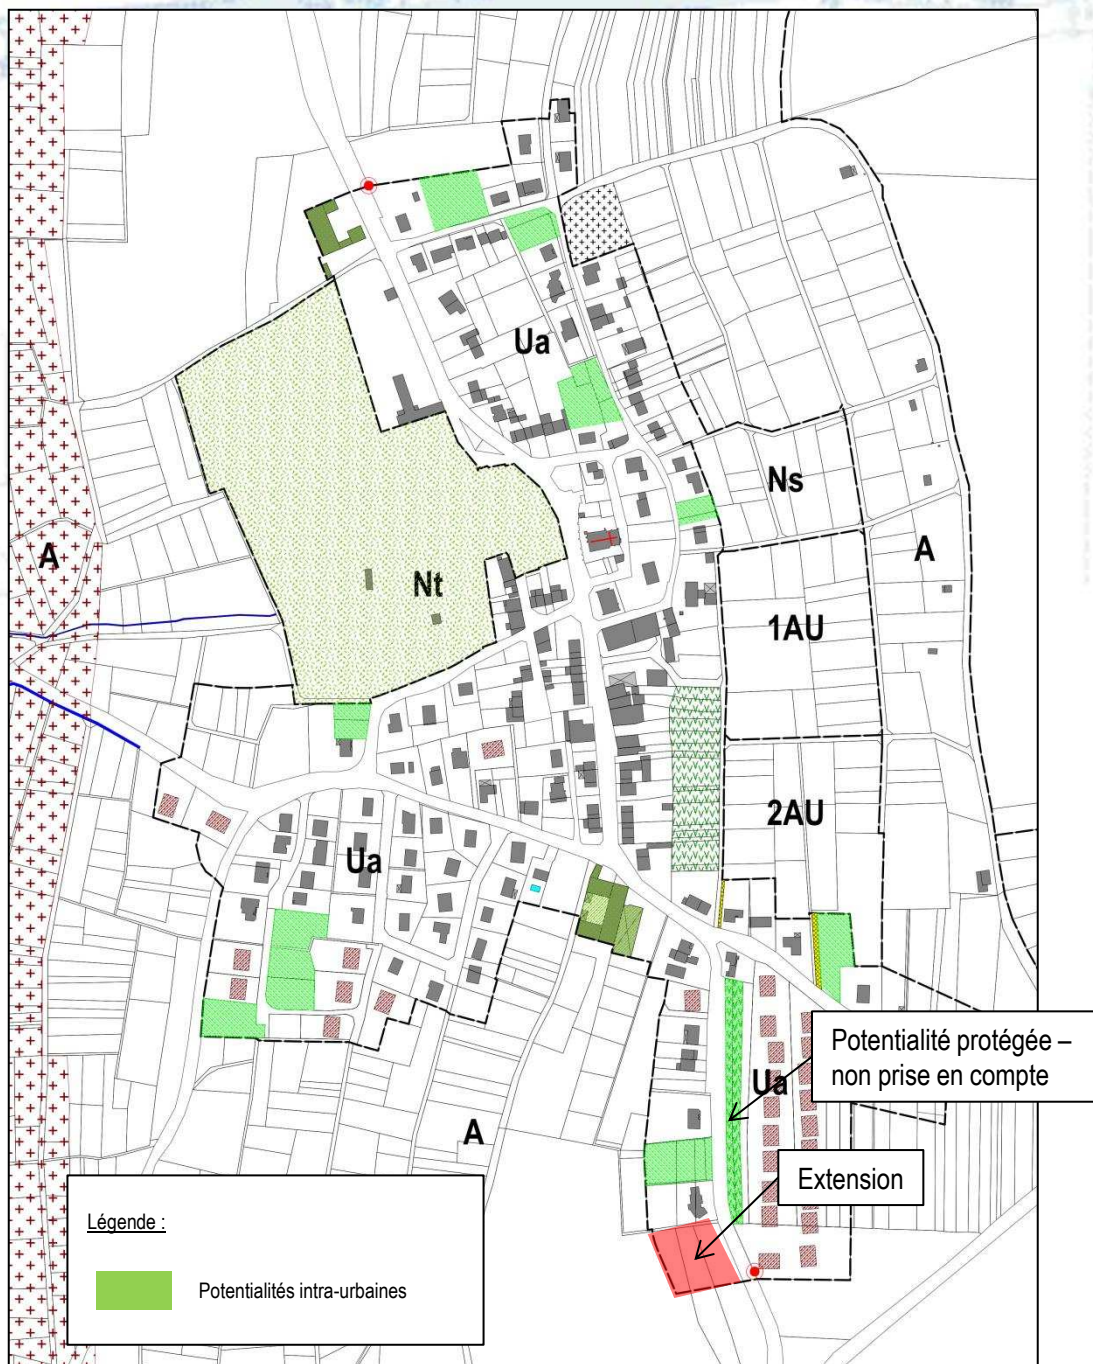 Ua
Ns
A
A
Nt
1AU
2AU
Ua
Potentialité protégée –
non prise en compte
Ua
A
Extension
Légende :
Potentialités intra-urbaines